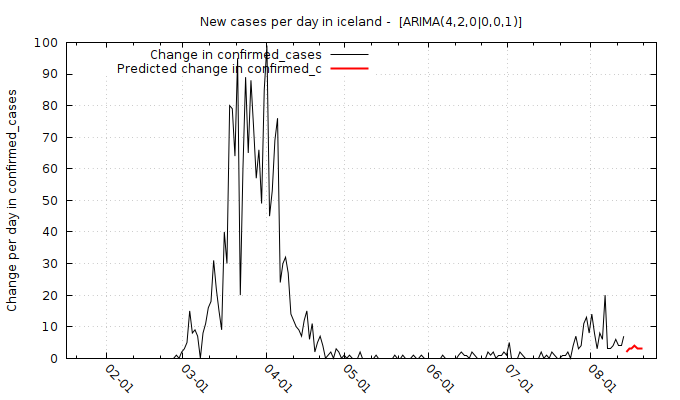 New cases per day in iceland -  [ARIMA(4,2,0|0,0,1)]
Change in confirmed_cases
Predicted change in confirmed_c
Change per day in confirmed_cases
100
90
80
70
60
50
40
30
20
10
0
02-01 03-01 04-01 05-01 06-01 07-01 08-01